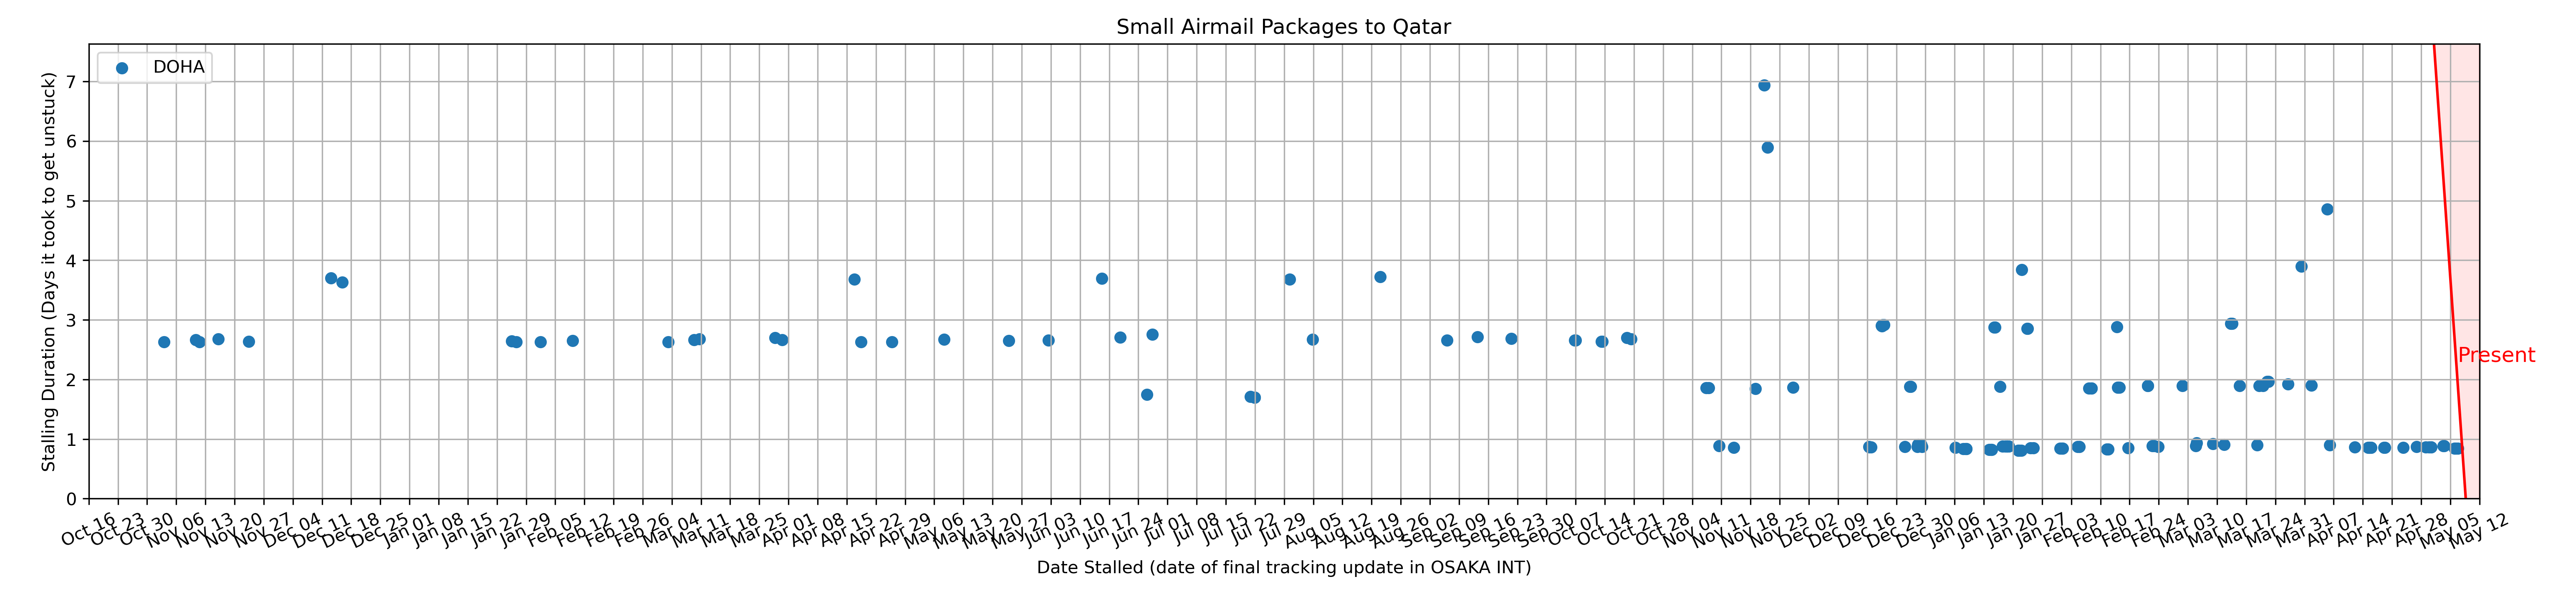 Small Airmail Packages to Qatar
DOHA
Stalling Duration (Days it took to get unstuck)
7
6
5
4
3
2
1
0
Present
Oct 16
Oct 23
Oct 30
Nov 06
Nov 13
Nov 20
Nov 27
Dec 04
Dec 11
Dec 18
Dec 25
Jan 01
Jan 08
Jan 15
Jan 22
Jan 29
Feb 05
Feb 12
Feb 19
Feb 26
Mar 04
Mar 11
Mar 18
Mar 25
Apr 01
Apr 08
Apr 15
Apr 22
Apr 29
May 06
May 13
May 20
May 27
Jun 03
Jun 10
Jun 17
Jun 24
Jul 01
Jul 08
Jul 15
Jul 22
Jul 29
Aug 05
Aug 12
Aug 19
Aug 26
Sep 02
Sep 09
Sep 16
Sep 23
Sep 30
Oct 07
Oct 14
Oct 21
Oct 28
Nov 04
Nov 11
Nov 18
Nov 25
Dec 02
Dec 09
Dec 16
Dec 23
Dec 30
Jan 06
Jan 13
Jan 20
Jan 27
Feb 03
Feb 10
Feb 17
Feb 24
Mar 03
Mar 10
Mar 17
Mar 24
Mar 31
Apr 07
Apr 14
Apr 21
Apr 28
May 05
May 12
Date Stalled (date of final tracking update in OSAKA INT)